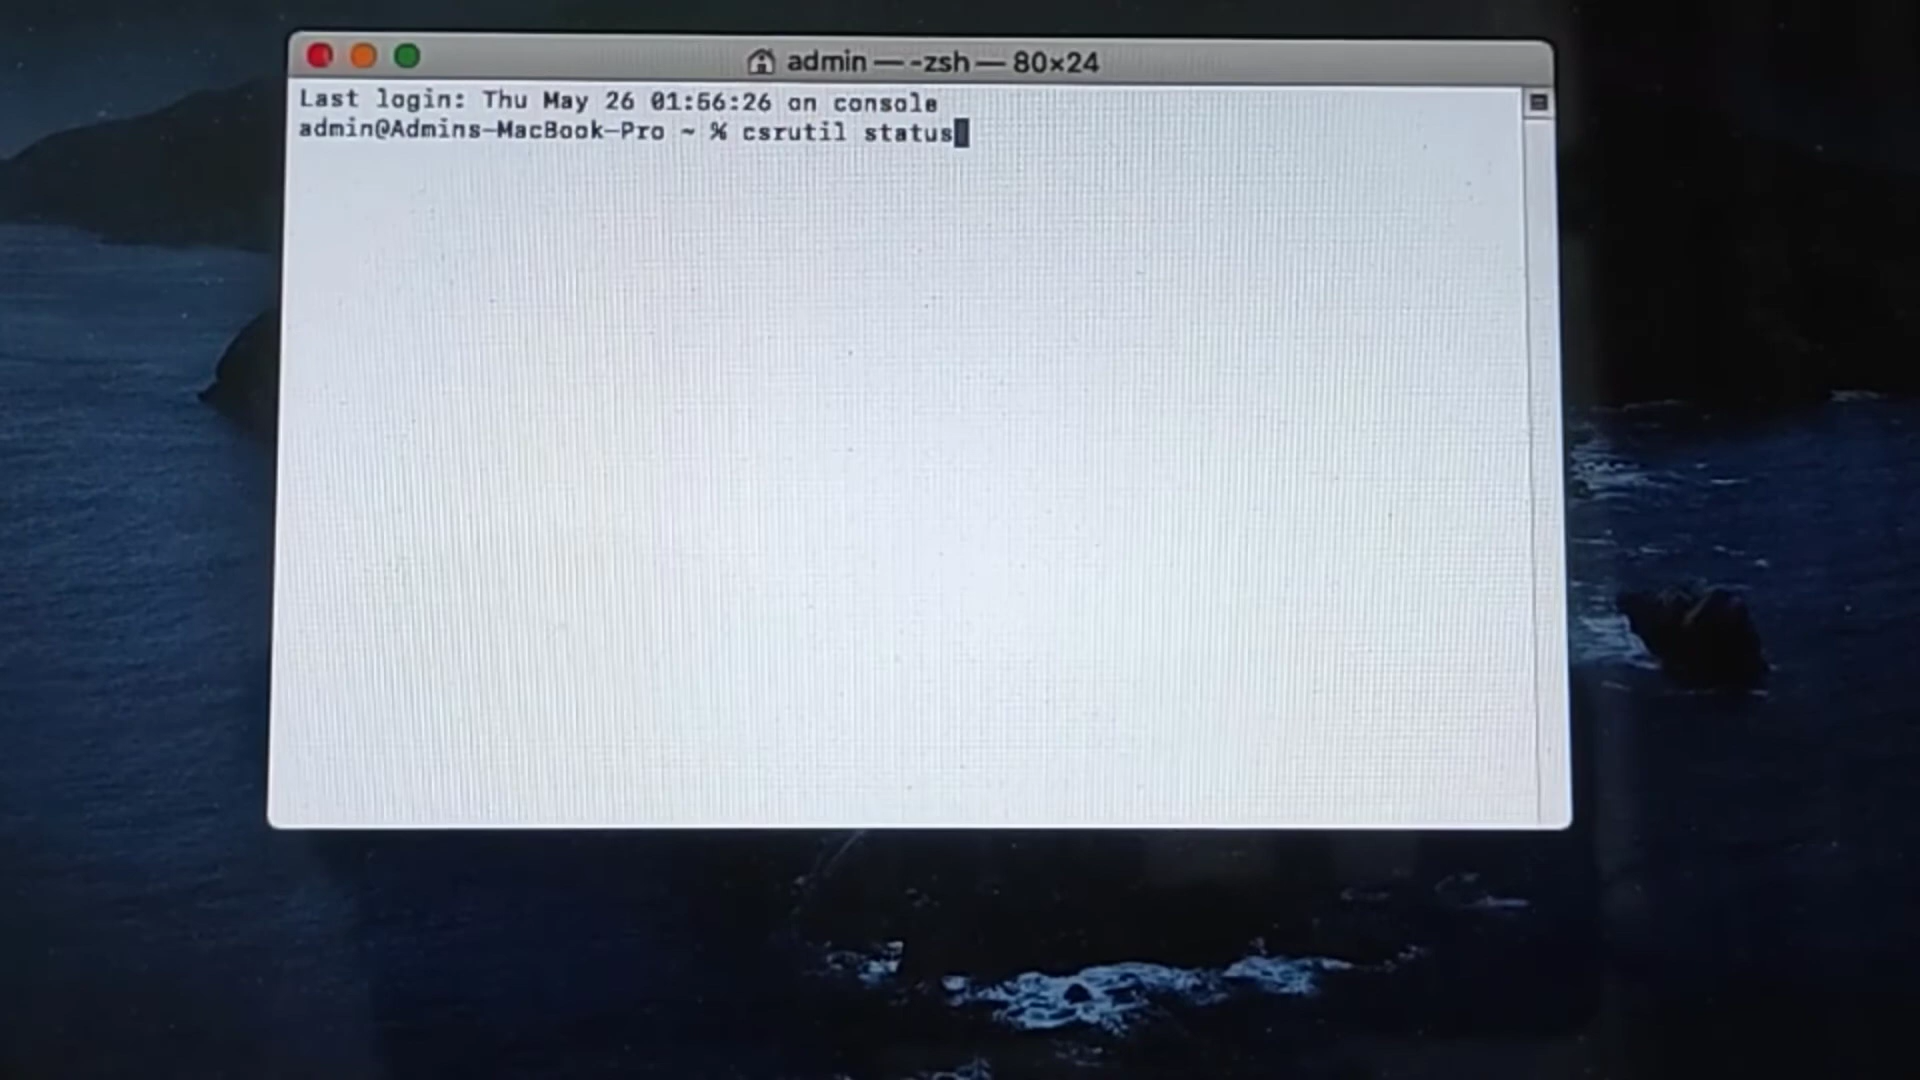 admin — -zsh — 80×24
Last login: Thu May 26 01:56:26 on console
admin@Admins-MacBook-Pro ~ % csrutil status